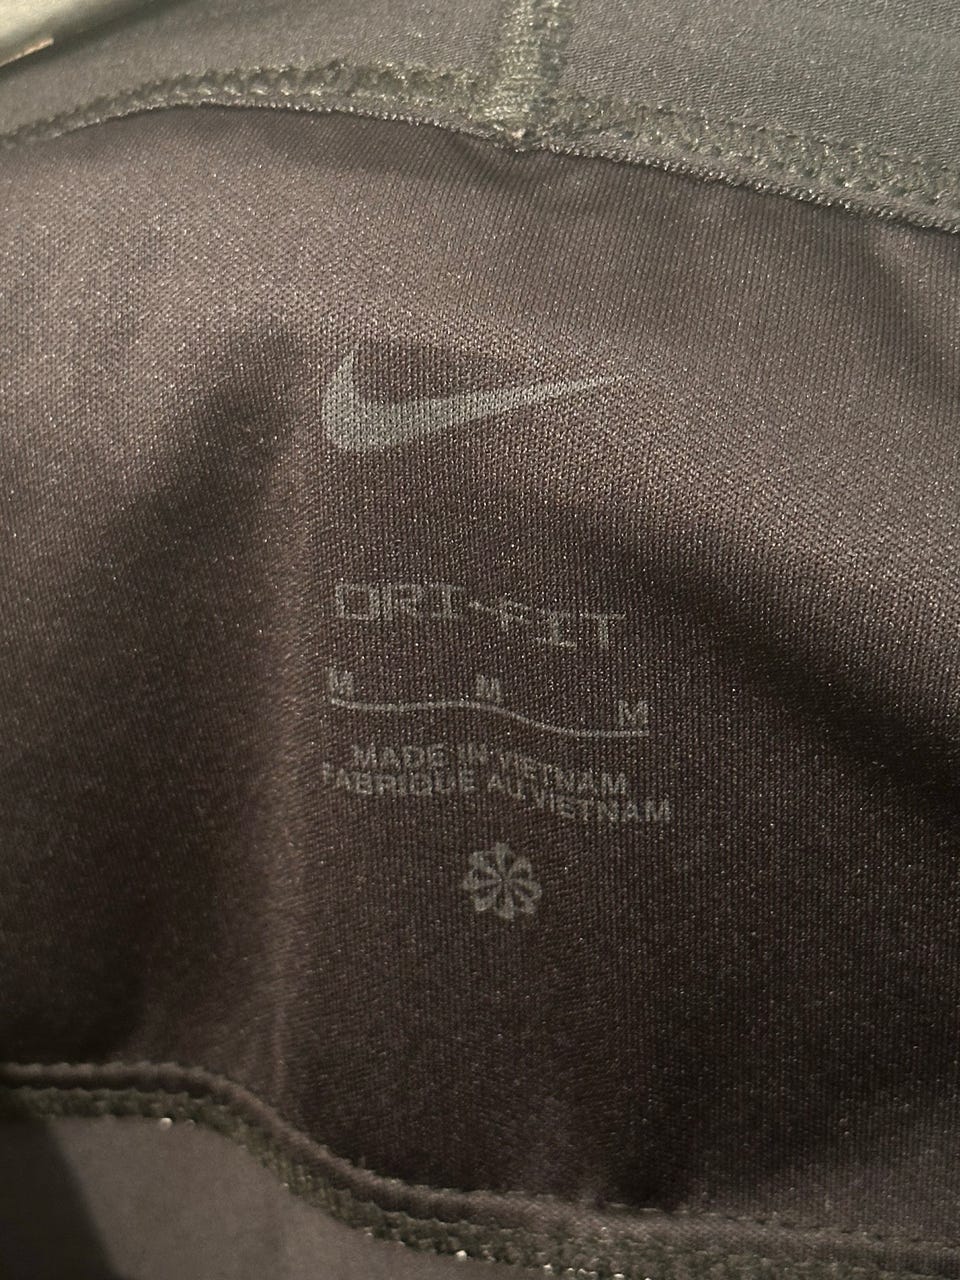 DRI-FIT
M M M
MADE IN VIETNAM
FABRIQUE AU VIETNAM